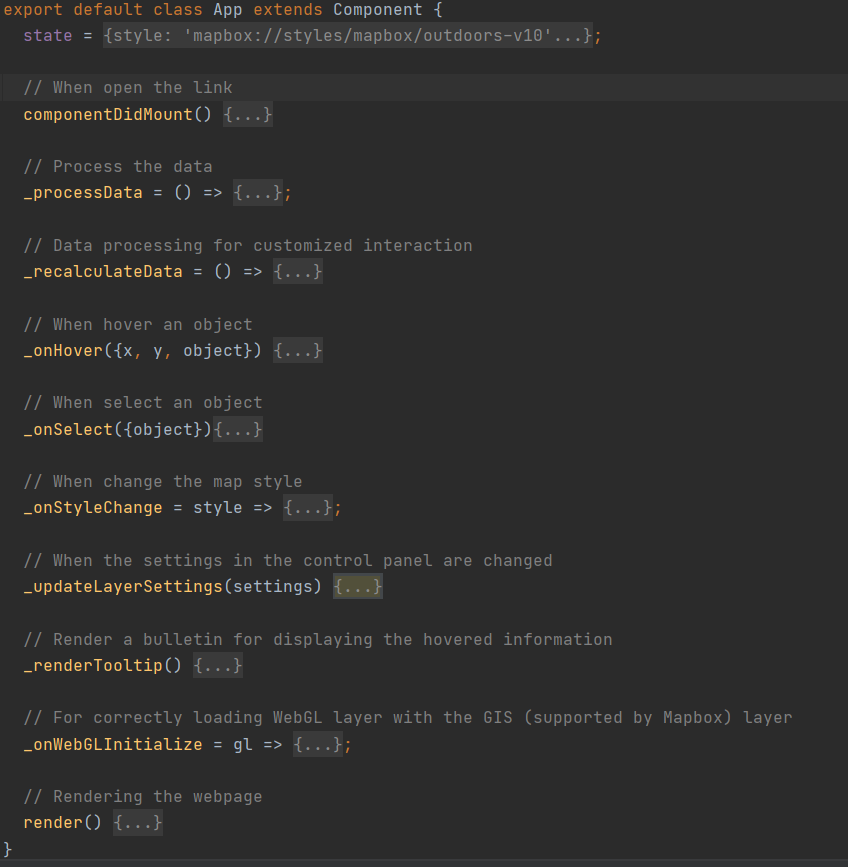 export default class App extends Component {
state = {style: 'mapbox://styles/mapbox/outdoors-v10'...};
// When open the link
componentDidMount() {...}
// Process the data
_processData = () => {...};
// Data processing for customized interaction
_recalculateData = () => {...}
// When hover an object
_onHover({x, y, object}) {...}
// When select an object
_onSelect({object}){...}
// When change the map style
_onStyleChange = style => {...};
// When the settings in the control panel are changed
_updateLayerSettings(settings) {...}
// Render a bulletin for displaying the hovered information
_renderTooltip() {...}
// For correctly loading WebGL layer with the GIS (supported by Mapbox) layer
_onWebGLInitialize = gl => {...};
// Rendering the webpage
render() {...}
}